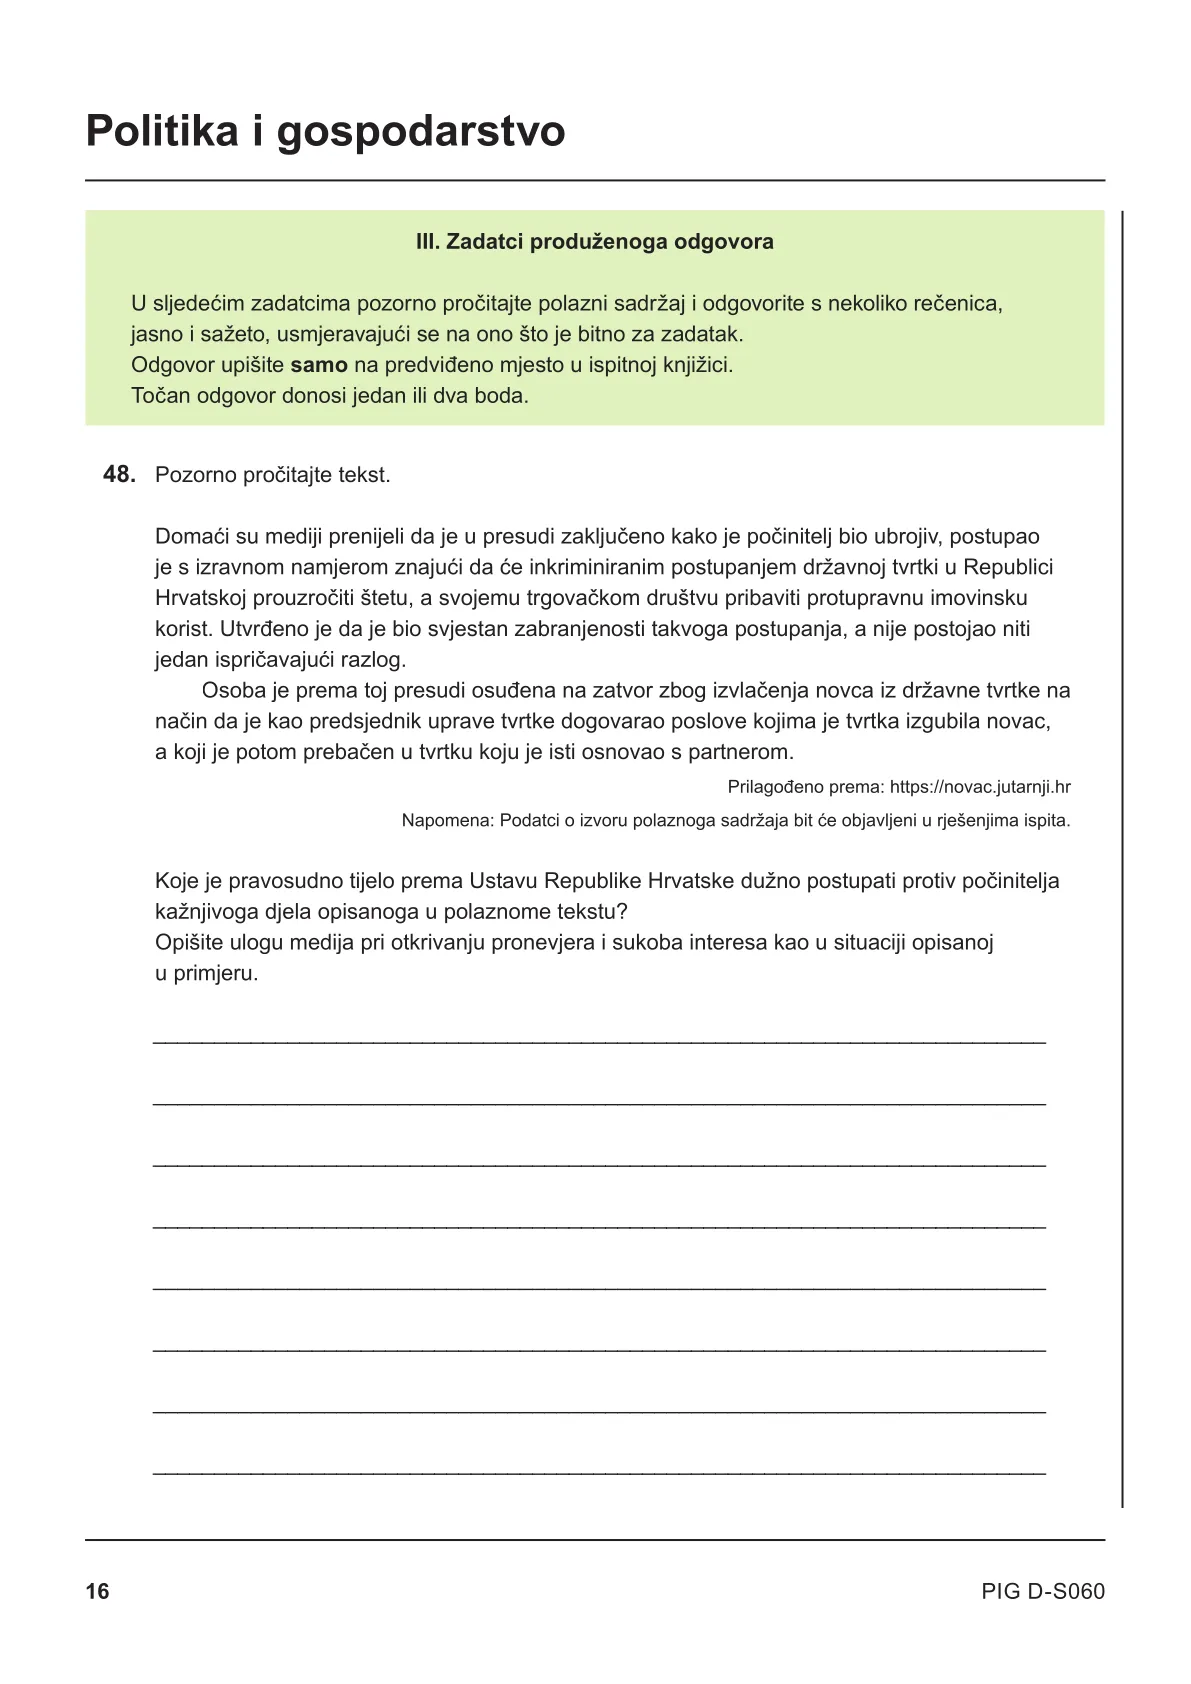 Politika i gospodarstvo
III. Zadatci produženoga odgovora
U sljedećim zadatcima pozorno pročitajte polazni sadržaj i odgovorite s nekoliko rečenica,
jasno i sažeto, usmjeravajući se na ono što je bitno za zadatak.
Odgovor upišite samo na predviđeno mjesto u ispitnoj knjižici.
Točan odgovor donosi jedan ili dva boda.
48. Pozorno pročitajte tekst.
Domaći su mediji prenijeli da je u presudi zaključeno kako je počinitelj bio ubrojiv, postupao
je s izravnom namjerom znajući da će inkriminiranim postupanjem državnoj tvrtki u Republici
Hrvatskoj prouzročiti štetu, a svojemu trgovačkom društvu pribaviti protupravnu imovinsku
korist. Utvrđeno je da je bio svjestan zabranjenosti takvoga postupanja, a nije postojao niti
jedan ispričavajući razlog.
Osoba je prema toj presudi osuđena na zatvor zbog izvlačenja novca iz državne tvrtke na
način da je kao predsjednik uprave tvrtke dogovarao poslove kojima je tvrtka izgubila novac,
a koji je potom prebačen u tvrtku koju je isti osnovao s partnerom.
Prilagođeno prema: https://novac.jutarnji.hr
Napomena: Podatci o izvoru polaznoga sadržaja bit će objavljeni u rješenjima ispita.
Koje je pravosudno tijelo prema Ustavu Republike Hrvatske dužno postupati protiv počinitelja
kažnjivoga djela opisanoga u polaznome tekstu?
Opišite ulogu medija pri otkrivanju pronevjera i sukoba interesa kao u situaciji opisanoj
u primjeru.
16
PIG D-S060